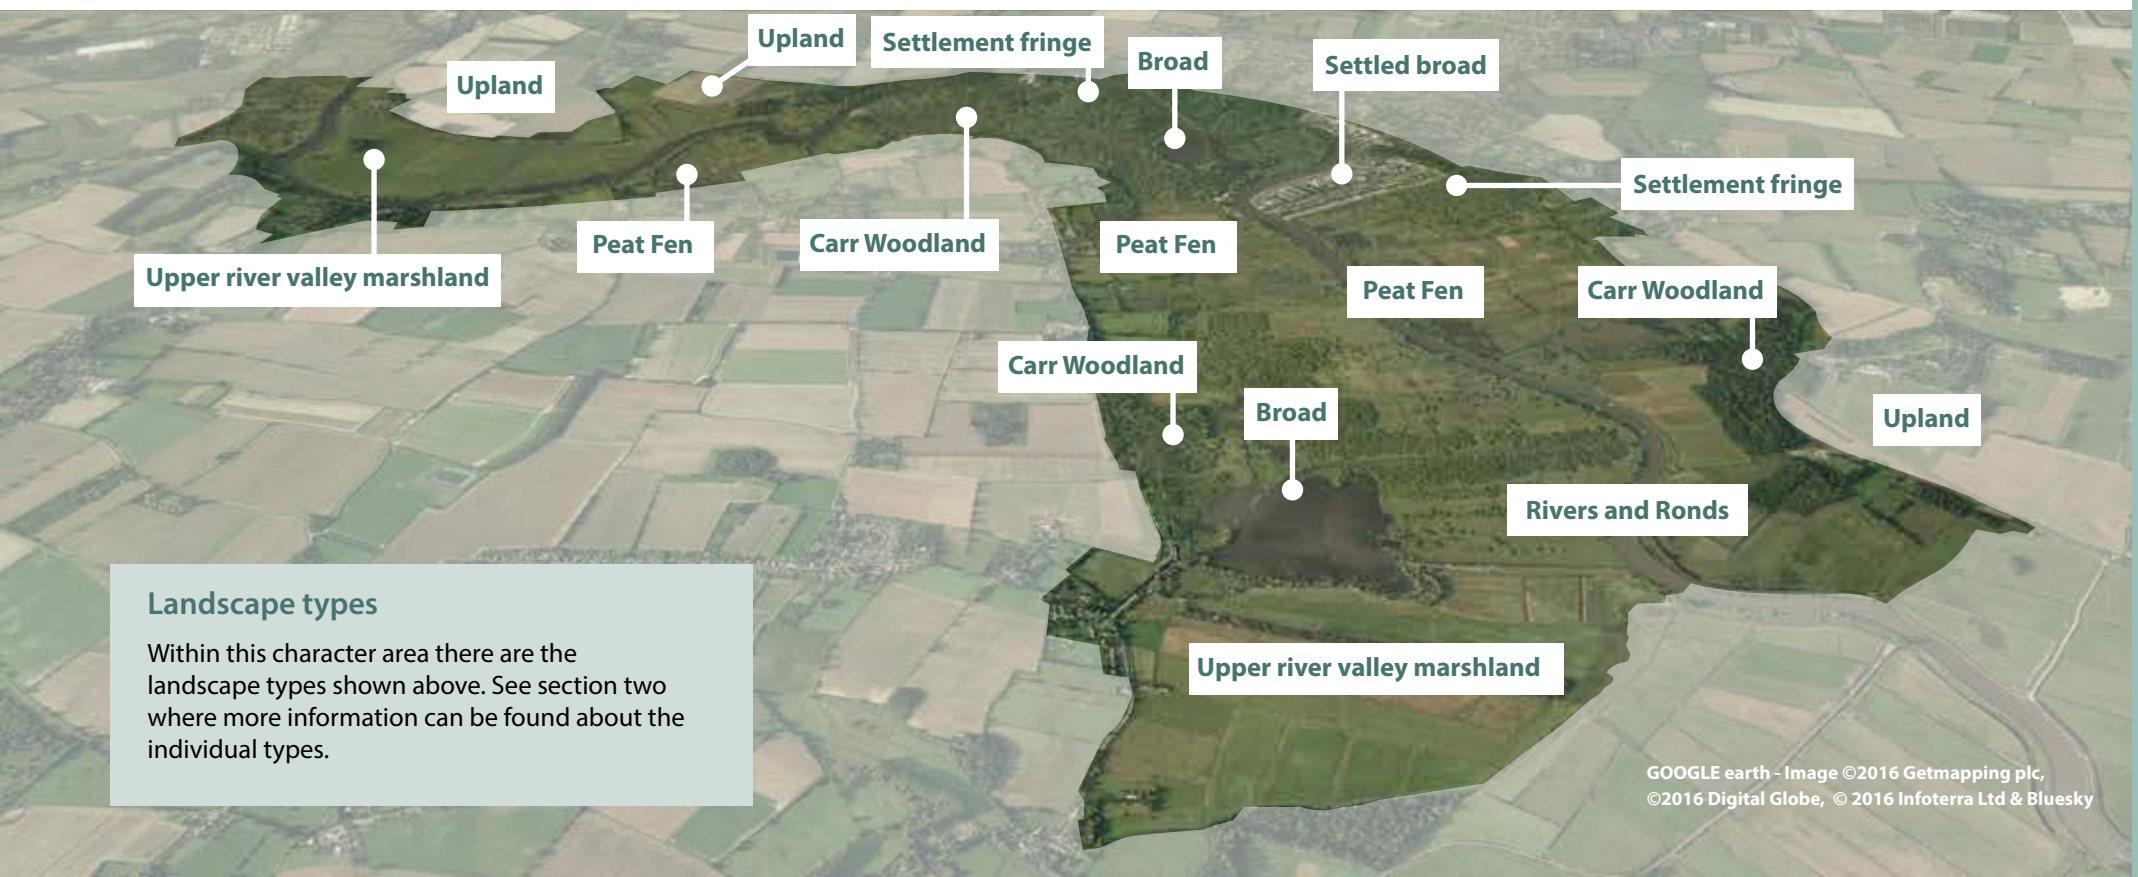 Upland
Settlement fringe
Broad
Settled broad
Upland
Settlement fringe
Peat Fen
Carr Woodland
Peat Fen
Upper river valley marshland
Peat Fen
Carr Woodland
Carr Woodland
Broad
Upland
Rivers and Ronds
Upper river valley marshland
Landscape types
Within this character area there are the
landscape types shown above. See section two
where more information can be found about the
individual types.
GOOGLE earth - Image ©2016 Getmapping plc,
©2016 Digital Globe, © 2016 Infoterra Ltd & Bluesky